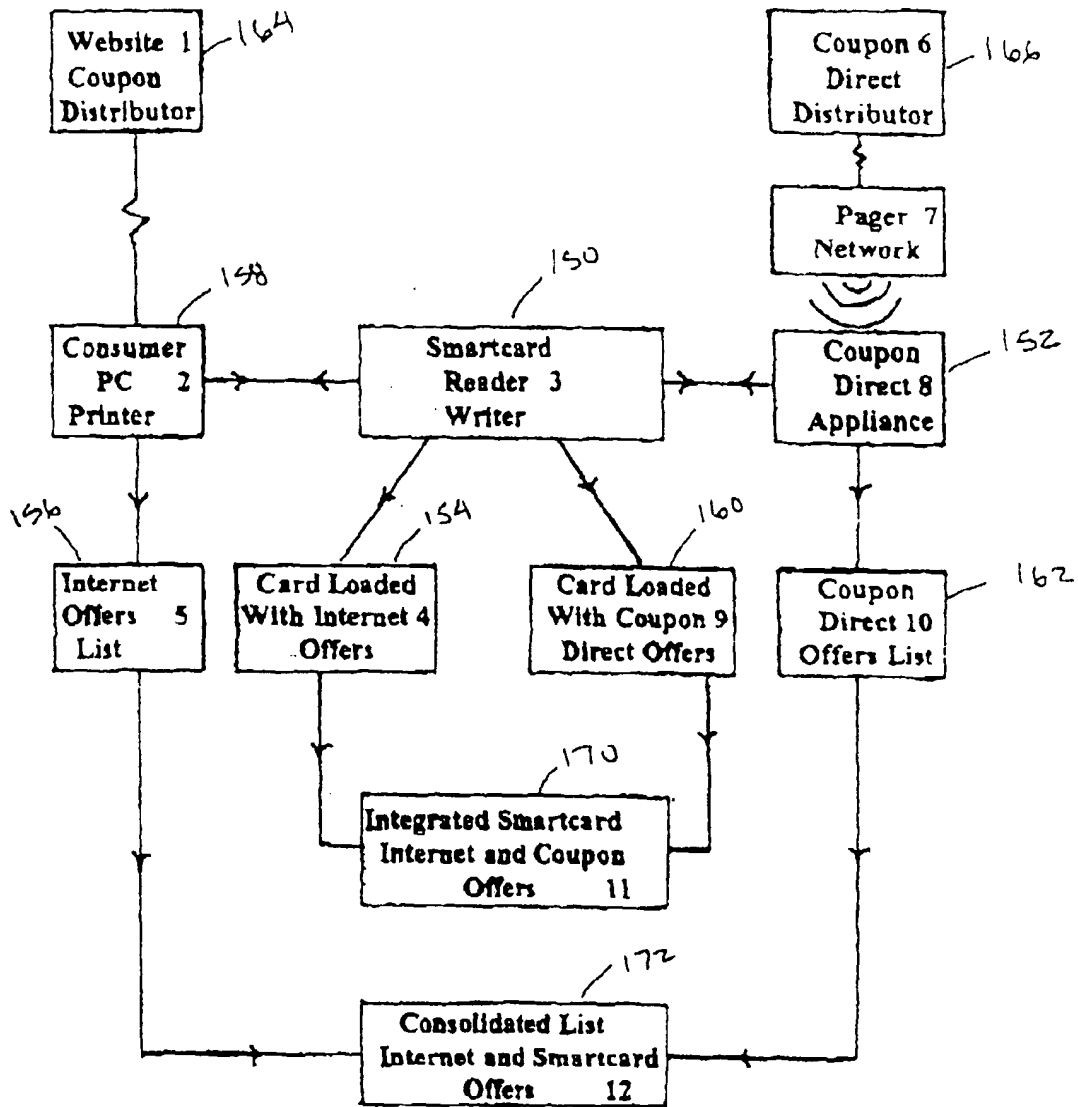 Website 1
Coupon
Distributor
164
Coupon 6
Direct
Distributor
166
Pager 7
Network
158
150
152
Consumer
PC 2
Printer
Smartcard
Reader 3
Writer
Coupon
Direct 8
Appliance
156
154
160
162
Internet
Offers 5
List
Card Loaded
With Internet 4
Offers
Card Loaded
With Coupon 9
Direct Offers
Coupon
Direct 10
Offers List
170
Integrated Smartcard
Internet and Coupon
Offers 11
172
Consolidated List
Internet and Smartcard
Offers 12